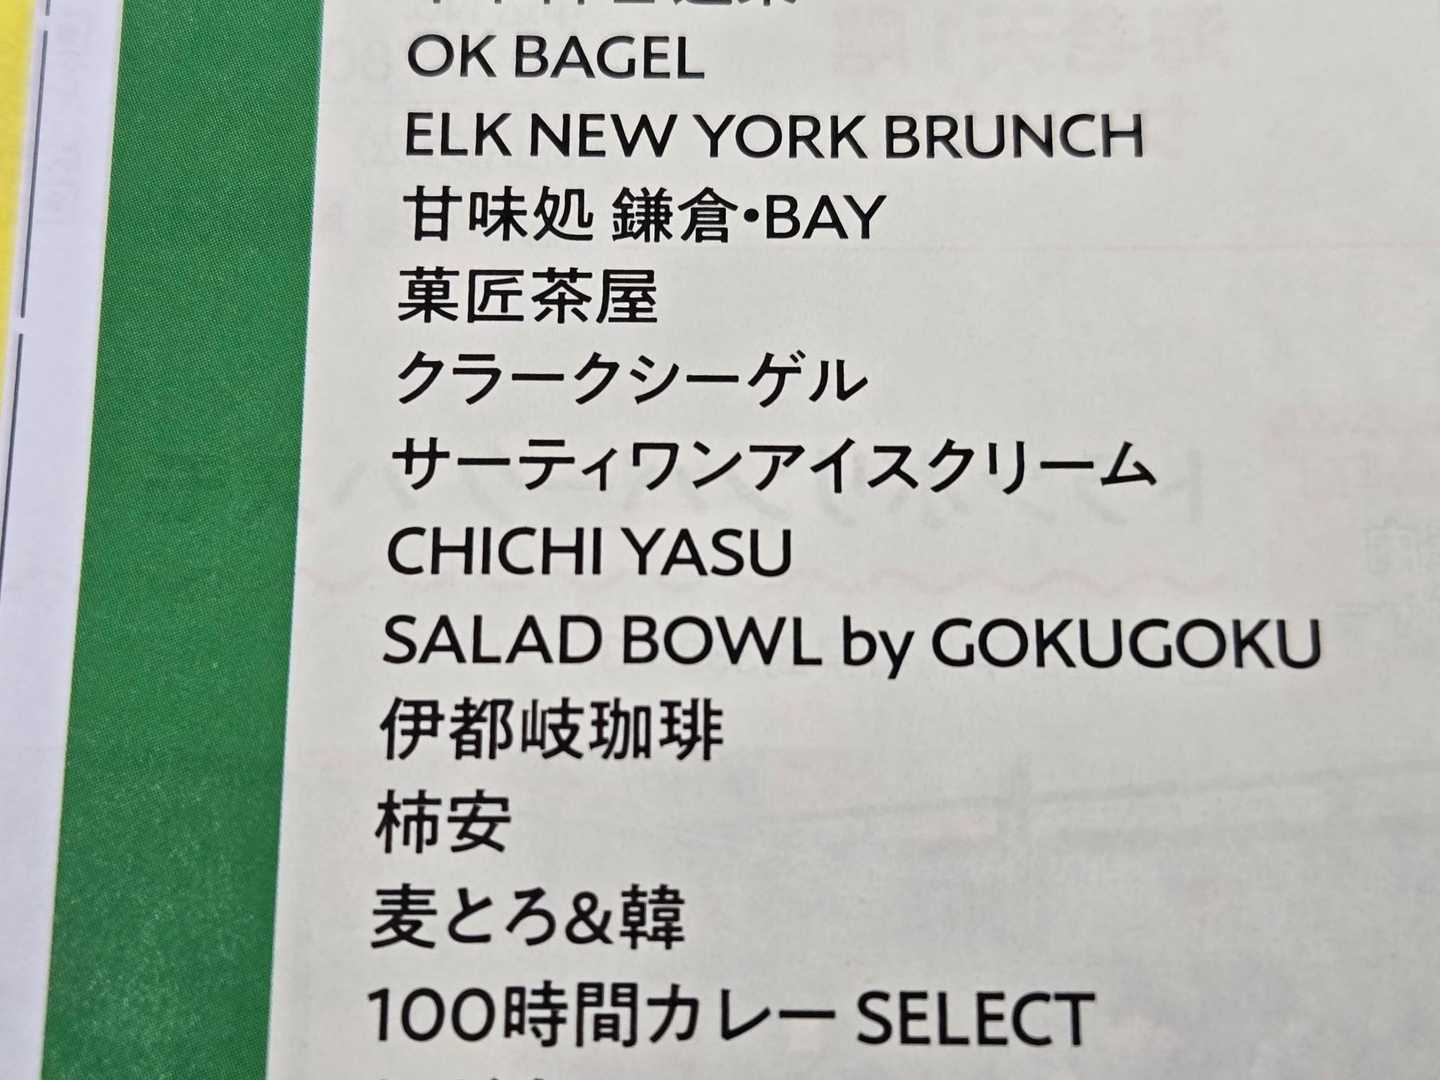 OK BAGEL
ELK NEW YORK BRUNCH
甘味処 鎌倉・BAY
菓匠茶屋
クラークシーゲル
サーティワンアイスクリーム
CHICHI YASU
SALAD BOWL by GOKUGOKU
伊都岐珈琲
柿安
麦とろ&韓
100時間カレー SELECT